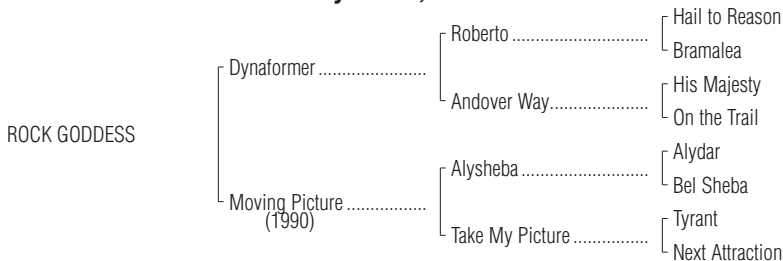 Hail to Reason
Roberto
Bramalea
Dynaformer
His Majesty
Andover Way
On the Trail
ROCK GODDESS
Alydar
Alysheba
Bel Sheba
Moving Picture
(1990)
Tyrant
Take My Picture
Next Attraction